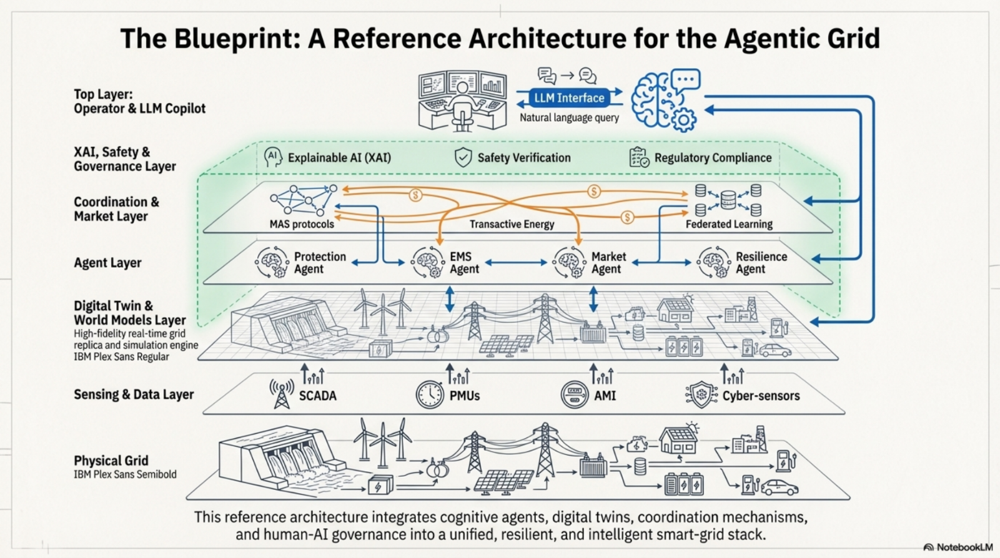 The Blueprint: A Reference Architecture for the Agentic Grid
Top Layer:
Operator & LLM Copilot
LLM Interface
Natural language query
XAI, Safety &
Governance Layer
AI
Explainable AI (XAI)
Safety Verification
Regulatory Compliance
Coordination &
Market Layer
$
$
$
MAS protocols
Transactive Energy
Federated Learning
Agent Layer
Protection
Agent
EMS
Agent
Market
Agent
Resilience
Agent
Digital Twin &
World Models Layer
High-fidelity real-time grid
replica and simulation engine
IBM Plex Sans Regular
Sensing & Data Layer
SCADA
PMUs
AMI
Cyber-sensors
Physical Grid
IBM Plex Sans Semibold
This reference architecture integrates cognitive agents, digital twins, coordination mechanisms,
and human-AI governance into a unified, resilient, and intelligent smart-grid stack.
NotebookLM